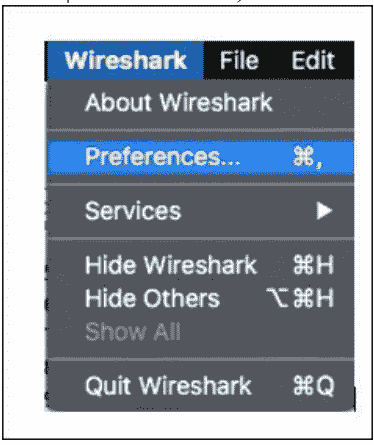 Wireshark File Edit
About Wireshark
Preferences... ⌘,
Services ▶
Hide Wireshark ⌘H
Hide Others ⌥⌘H
Show All
Quit Wireshark ⌘Q